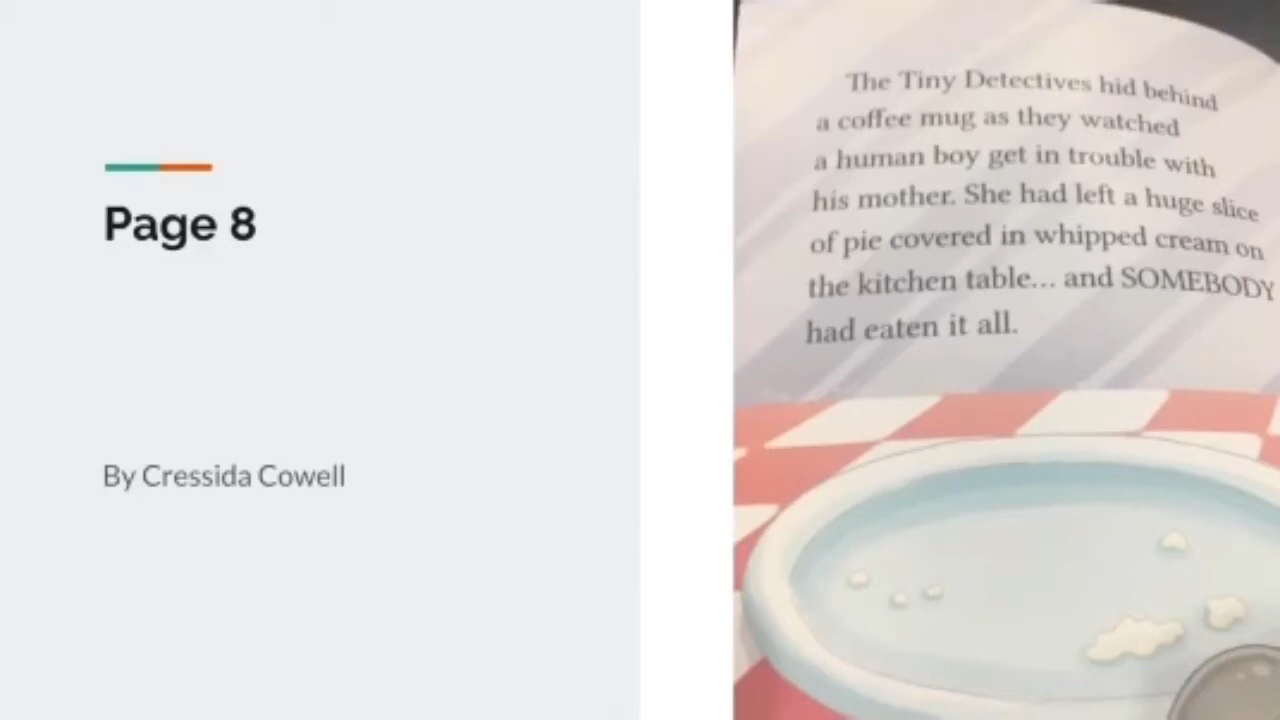 Page 8
By Cressida Cowell
The Tiny Detectives hid behind
a coffee mug as they watched
a human boy get in trouble with
his mother. She had left a huge slice
of pie covered in whipped cream on
the kitchen table... and SOMEBODY
had eaten it all.